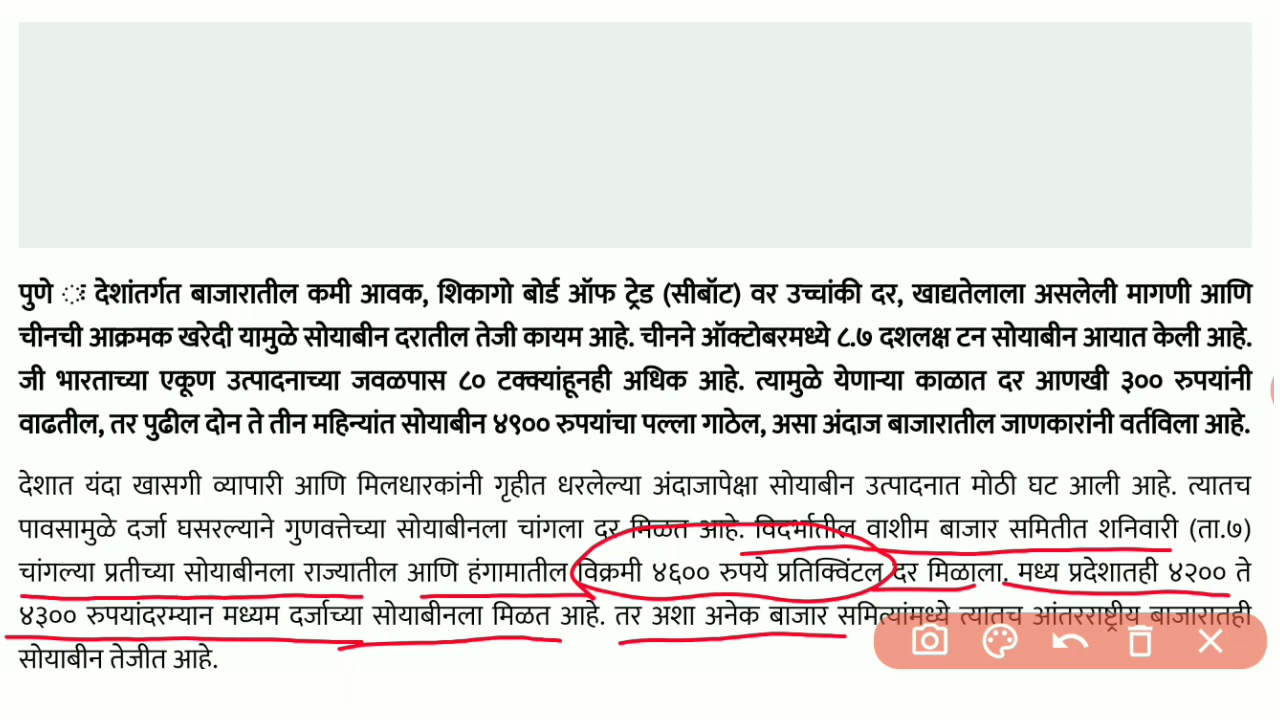 पुणे ः देशांतर्गत बाजारातील कमी आवक, शिकागो बोर्ड ऑफ ट्रेड (सीबॉट) वर उच्चांकी दर, खाद्यतेलाला असलेली मागणी आणि
चीनची आक्रमक खरेदी यामुळे सोयाबीन दरातील तेजी कायम आहे. चीनने ऑक्टोबरमध्ये ८.७ दशलक्ष टन सोयाबीन आयात केली आहे.
जी भारताच्या एकूण उत्पादनाच्या जवळपास ८० टक्क्यांहूनही अधिक आहे. त्यामुळे येणाऱ्या काळात दर आणखी ३०० रुपयांनी
वाढतील, तर पुढील दोन ते तीन महिन्यांत सोयाबीन ४९०० रुपयांचा पल्ला गाठेल, असा अंदाज बाजारातील जाणकारांनी वर्तविला आहे.
देशात यंदा खासगी व्यापारी आणि मिलधारकांनी गृहीत धरलेल्या अंदाजापेक्षा सोयाबीन उत्पादनात मोठी घट आली आहे. त्यातच
पावसामुळे दर्जा घसरल्याने गुणवत्तेच्या सोयाबीनला चांगला दर मिळत आहे. विदर्भातील वाशीम बाजार समितीत शनिवारी (ता.७)
चांगल्या प्रतीच्या सोयाबीनला राज्यातील आणि हंगामातील विक्रमी ४६०० रुपये प्रतिक्विंटल दर मिळाला. मध्य प्रदेशातही ४२०० ते
४३०० रुपयांदरम्यान मध्यम दर्जाच्या सोयाबीनला मिळत आहे. तर अशा अनेक बाजार समित्यांमध्ये त्यातच आंतरराष्ट्रीय बाजारातही
सोयाबीन तेजीत आहे.